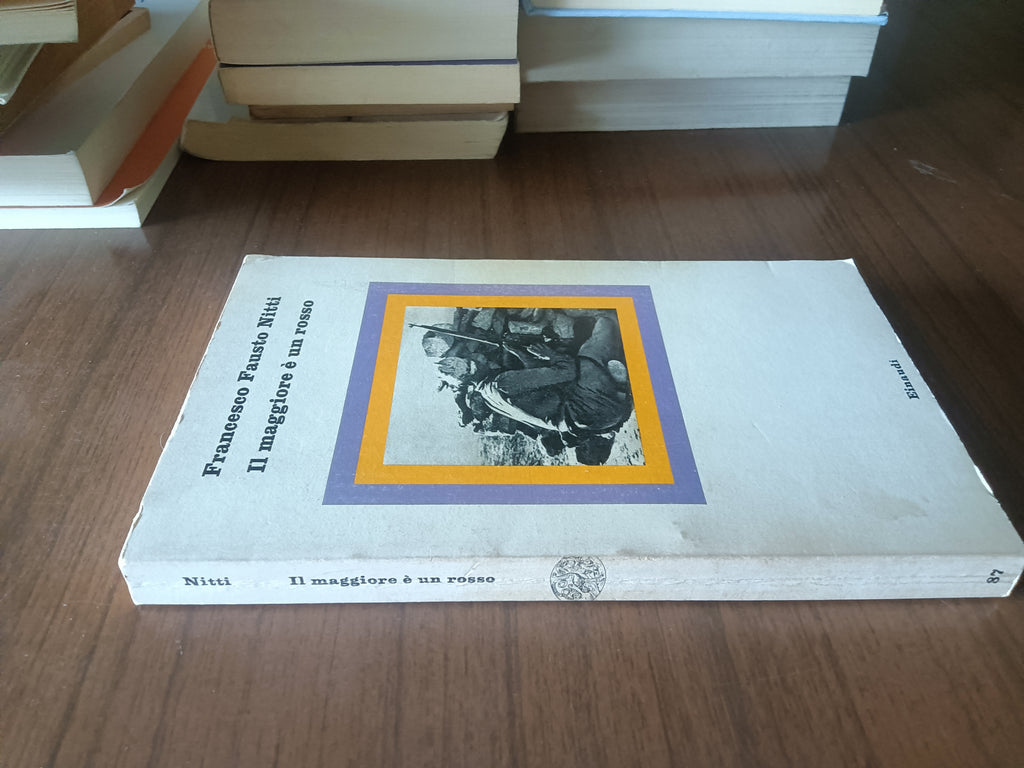 Francesco Fausto Nitti
Il maggiore è un rosso
Einaudi
Nitti Il maggiore è un rosso 87